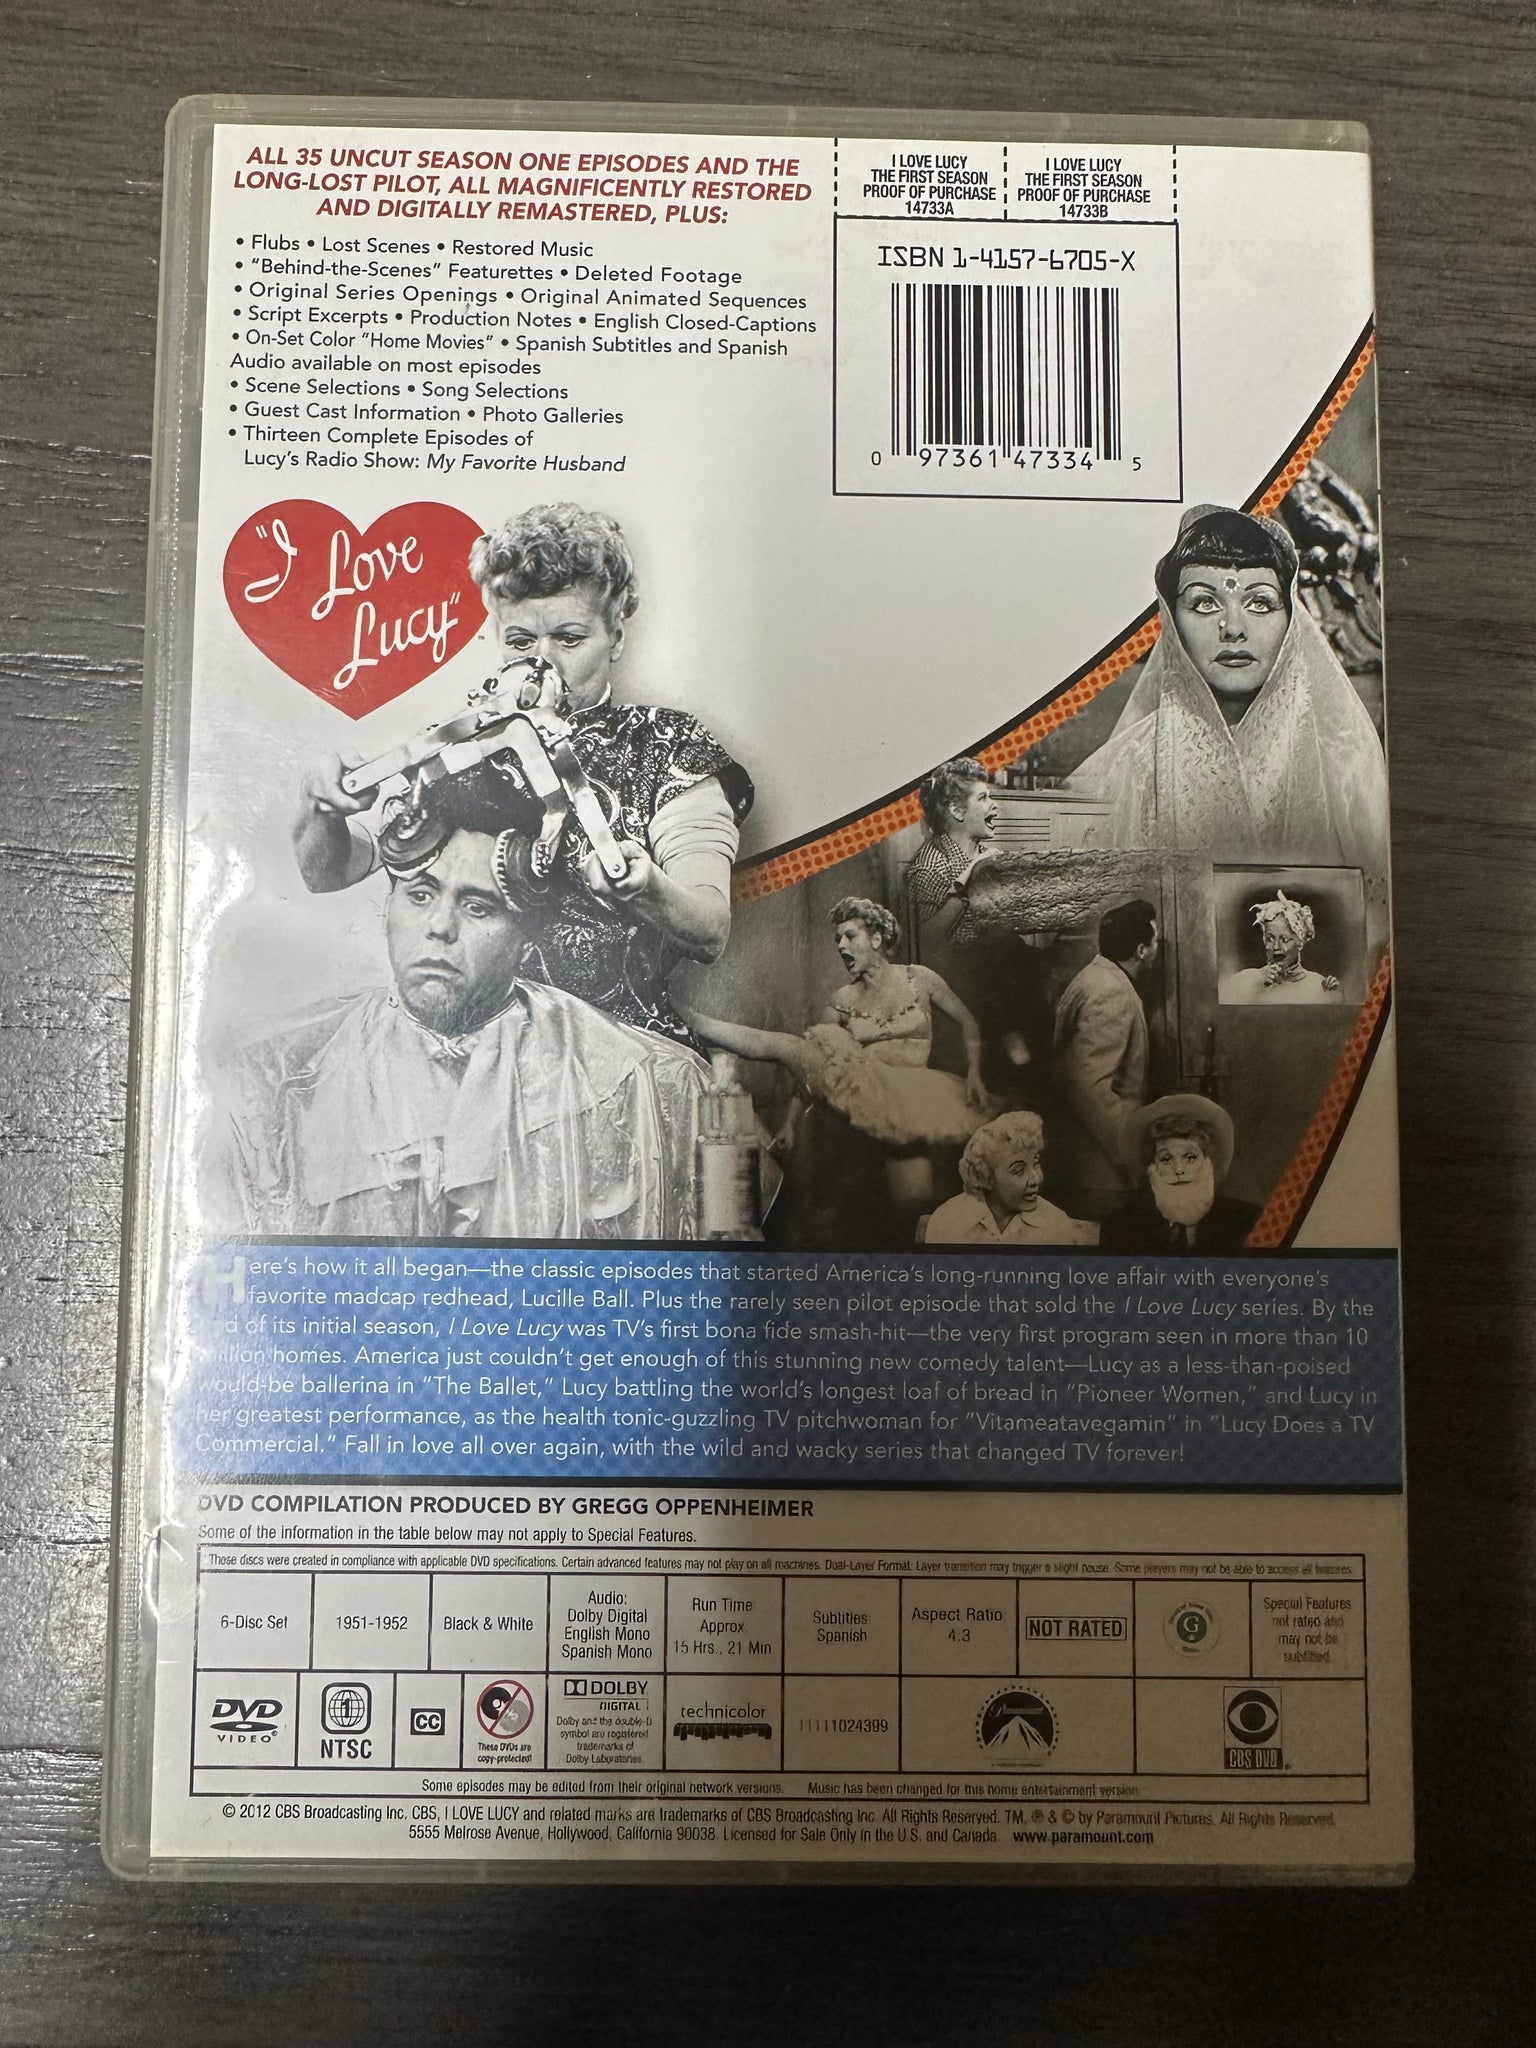 ALL 35 UNCUT SEASON ONE EPISODES AND THE
LONG-LOST PILOT, ALL MAGNIFICENTLY RESTORED
AND DIGITALLY REMASTERED, PLUS:
• Flubs • Lost Scenes • Restored Music
• "Behind-the-Scenes" Featurettes • Deleted Footage
• Original Series Openings • Original Animated Sequences
• Script Excerpts • Production Notes • English Closed-Captions
• On-Set Color "Home Movies" • Spanish Subtitles and Spanish
Audio available on most episodes
• Scene Selections • Song Selections
• Guest Cast Information • Photo Galleries
• Thirteen Complete Episodes of
Lucy's Radio Show: My Favorite Husband
I LOVE LUCY
THE FIRST SEASON
PROOF OF PURCHASE
14733A
I LOVE LUCY
THE FIRST SEASON
PROOF OF PURCHASE
14733B
ISBN 1-4157-6705-X
0 97361 47334 5
"I
Love
Lucy"
Here's how it all began—the classic episodes that started America's long-running love affair with everyone's
favorite madcap redhead, Lucille Ball. Plus the rarely seen pilot episode that sold the I Love Lucy series. By the
end of its initial season, I Love Lucy was TV's first bona fide smash-hit—the very first program seen in more than 10
million homes. America just couldn't get enough of this stunning new comedy talent—Lucy as a less-than-poised
would-be ballerina in "The Ballet," Lucy battling the world's longest loaf of bread in "Pioneer Women," and Lucy in
her greatest performance, as the health tonic-guzzling TV pitchwoman for "Vitameatavegamin" in "Lucy Does a TV
Commercial." Fall in love all over again, with the wild and wacky series that changed TV forever!
DVD COMPILATION PRODUCED BY GREGG OPPENHEIMER
Some of the information in the table below may not apply to Special Features.
These discs were created in compliance with applicable DVD specifications. Certain advanced features may not play on all machines. Dual-Layer Format: Layer transition may trigger a slight pause. Some players may not be able to access all features.
6-Disc Set
1951-1952
Black & White
Audio:
Dolby Digital
English Mono
Spanish Mono
Run Time
Approx.
15 Hrs., 21 Min.
Subtitles
Spanish
Aspect Ratio
4:3
NOT RATED
G
Special Features
not rated and
may not be
subtitled.
DVD
VIDEO
1
NTSC
CC
These DVDs are
copy-protected!
DOLBY
DIGITAL
Dolby and the double-D
symbol are registered
trademarks of
Dolby Laboratories.
technicolor
11111024399
Paramount
CBS DVD
Some episodes may be edited from their original network versions. Music has been changed for this home entertainment version.
© 2012 CBS Broadcasting Inc. CBS, I LOVE LUCY and related marks are trademarks of CBS Broadcasting Inc. All Rights Reserved. TM, ® & © by Paramount Pictures. All Rights Reserved.
5555 Melrose Avenue, Hollywood, California 90038. Licensed for Sale Only in the U.S. and Canada. www.paramount.com